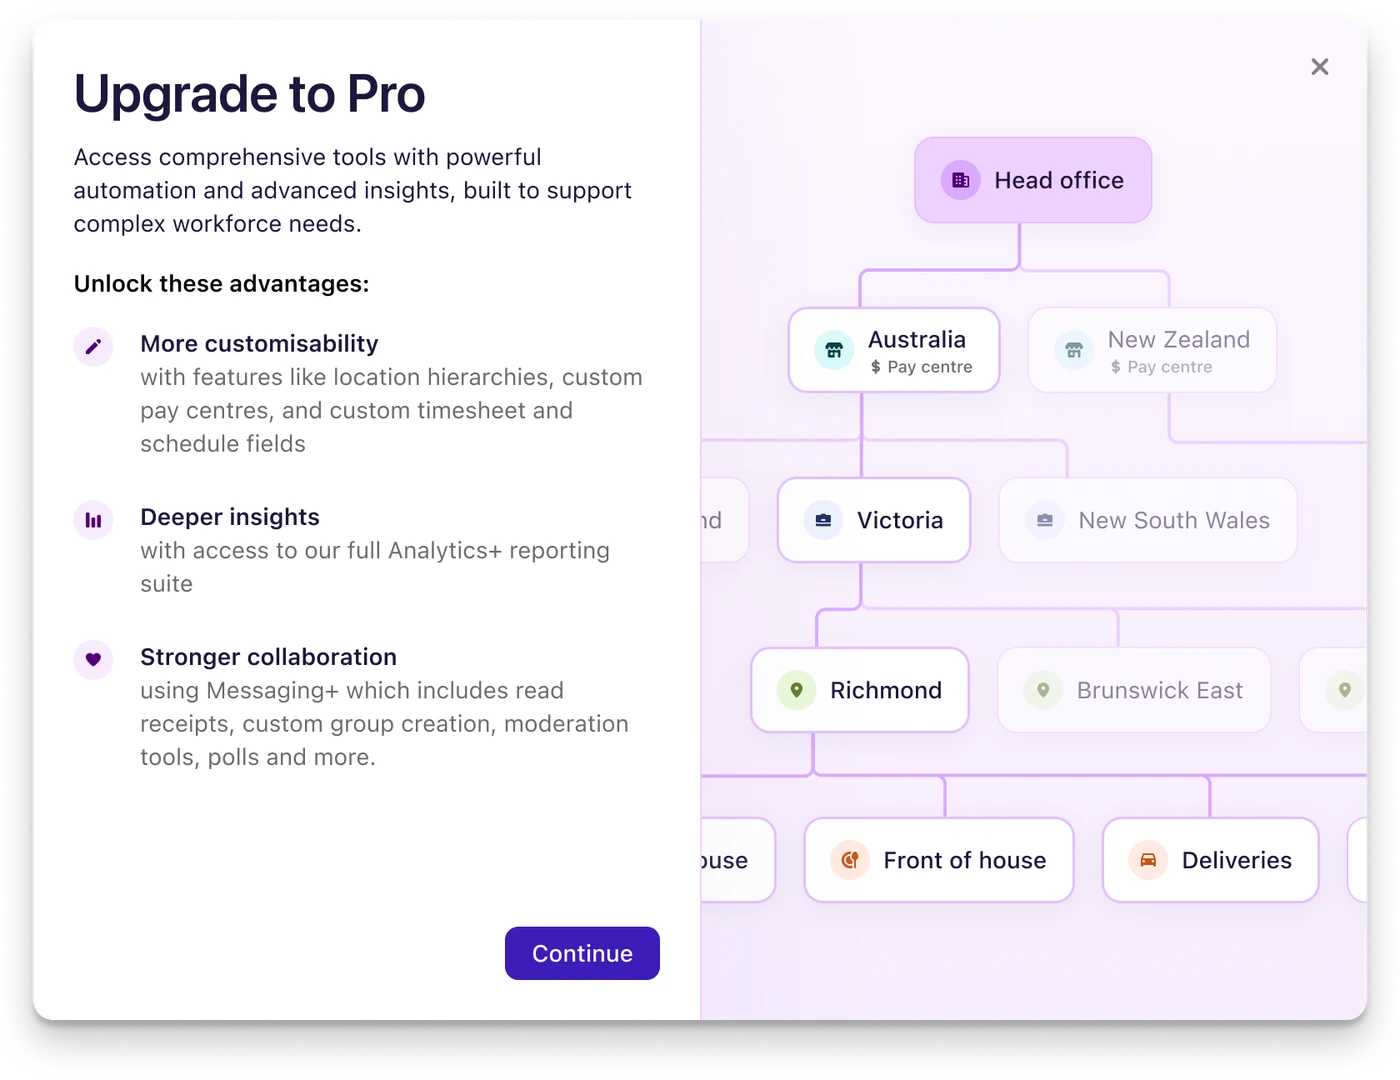 Upgrade to Pro
Access comprehensive tools with powerful
automation and advanced insights, built to support
complex workforce needs.
Unlock these advantages:
More customisability
with features like location hierarchies, custom
pay centres, and custom timesheet and
schedule fields
Deeper insights
with access to our full Analytics+ reporting
suite
Stronger collaboration
using Messaging+ which includes read
receipts, custom group creation, moderation
tools, polls and more.
Continue
Head office
Australia
$ Pay centre
New Zealand
$ Pay centre
Victoria
New South Wales
Richmond
Brunswick East
Front of house
Deliveries